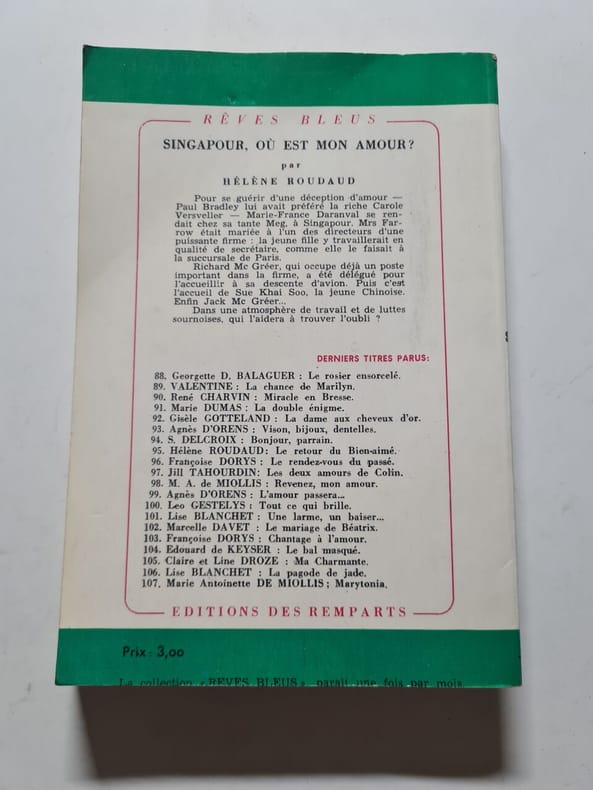 RÊVES BLEUS
SINGAPOUR, OÙ EST MON AMOUR?
par
HÉLÈNE ROUDAUD
Pour se guérir d'une déception d'amour —
Paul Bradley lui avait préféré la riche Carole
Versveller — Marie-France Daranval se ren-
dait chez sa tante Meg, à Singapour. Mrs Far-
row était mariée à l'un des directeurs d'une
puissante firme : la jeune fille y travaillerait en
qualité de secrétaire, comme elle le faisait à
la succursale de Paris.
Richard Mc Gréer, qui occupe déjà un poste
important dans la firme, a été délégué pour
l'accueillir à sa descente d'avion. Puis c'est
l'accueil de Sue Khai Soo, la jeune Chinoise.
Enfin Jack Mc Gréer...
Dans une atmosphère de travail et de luttes
sournoises, qui l'aidera à trouver l'oubli ?
DERNIERS TITRES PARUS:
88. Georgette D. BALAGUER : Le rosier ensorcelé.
89. VALENTINE : La chance de Marilyn.
90. René CHARVIN : Miracle en Bresse.
91. Marie DUMAS : La double énigme.
92. Gisèle GOTTELAND : La dame aux cheveux d'or.
93. Agnès D'ORENS : Vison, bijoux, dentelles.
94. S. DELCROIX : Bonjour, parrain.
95. Hélène ROUDAUD: Le retour du Bien-aimé.
96. Françoise DORYS : Le rendez-vous du passé.
97. Jill TAHOURDIN: Les deux amours de Colin.
98. M. A. de MIOLLIS : Revenez, mon amour.
99. Agnès D'ORENS : L'amour passera...
100. Leo GESTELYS : Tout ce qui brille.
101. Lise BLANCHET : Une larme, un baiser...
102. Marcelle DAVET : Le mariage de Béatrix.
103. Françoise DORYS : Chantage à l'amour.
104. Edouard de KEYSER : Le bal masqué.
105. Claire et Line DROZE : Ma Charmante.
106. Lise BLANCHET : La pagode de jade.
107. Marie Antoinette DE MIOLLIS ; Marytonia.
EDITIONS DES REMPARTS
Prix : 3,00
La collection « REVES BLEUS » paraît une fois par mois